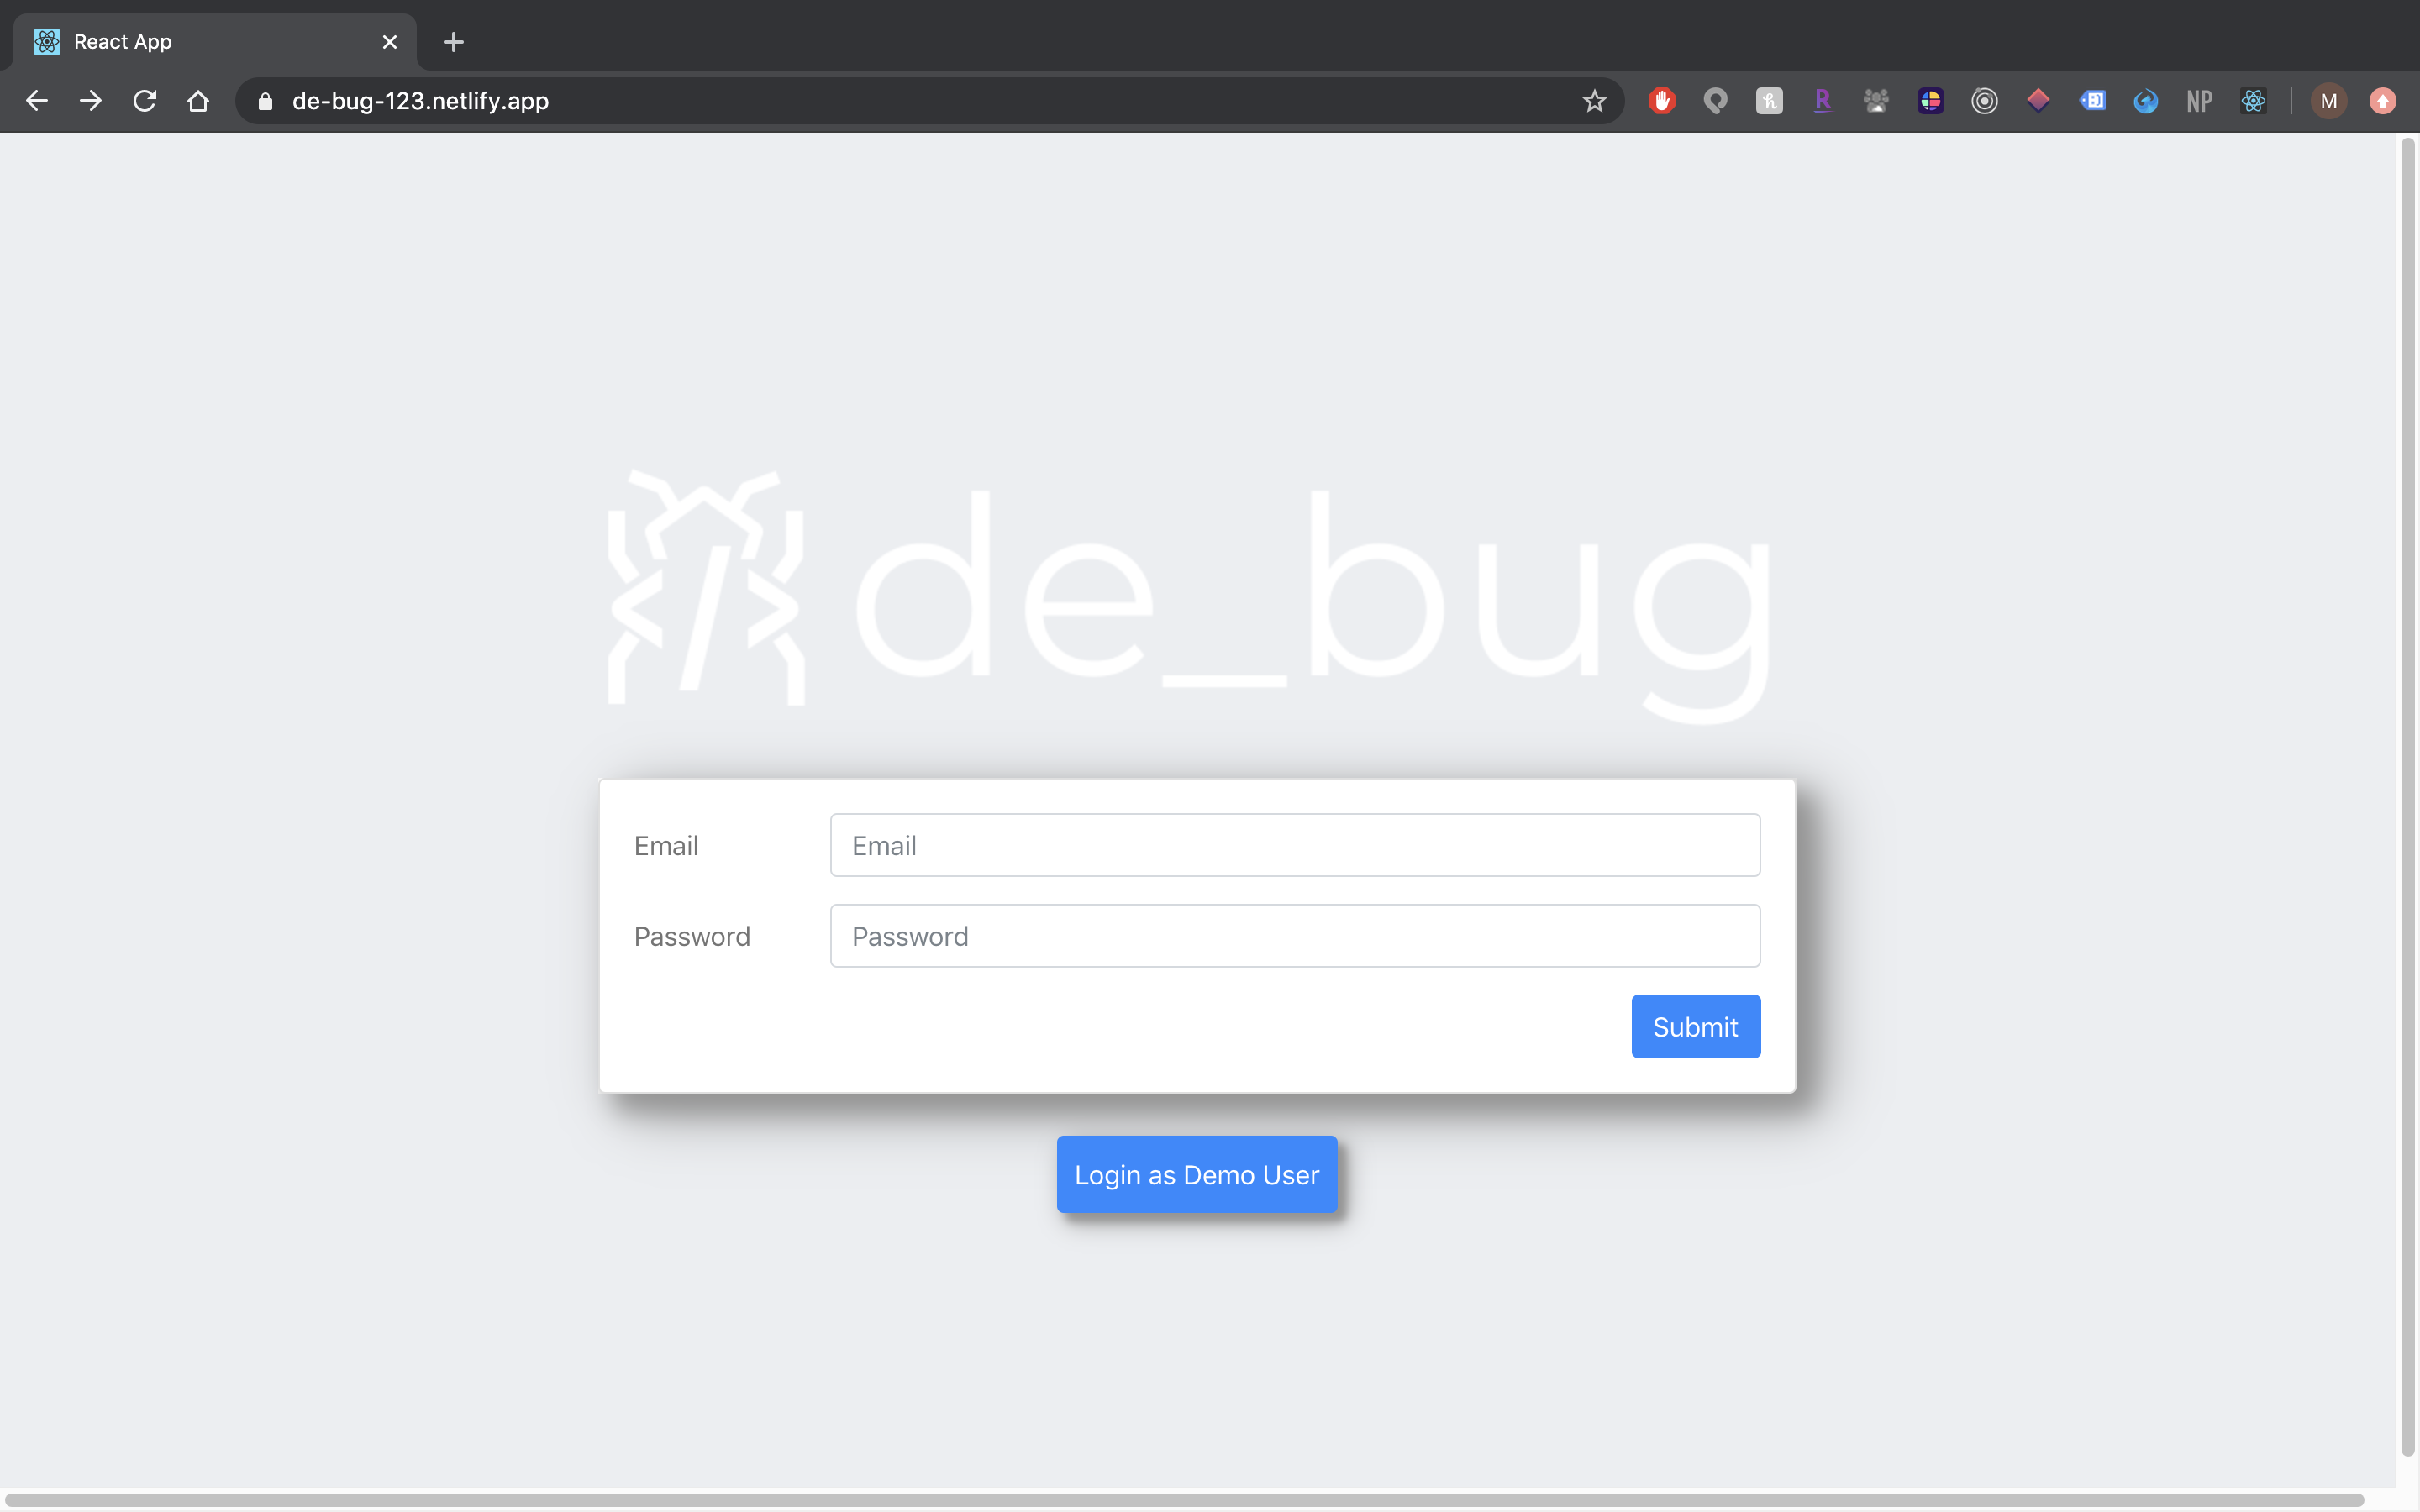 React App
de-bug-123.netlify.app
NP
M
</> de_bug
Email
Email
Password
Password
Submit
Login as Demo User